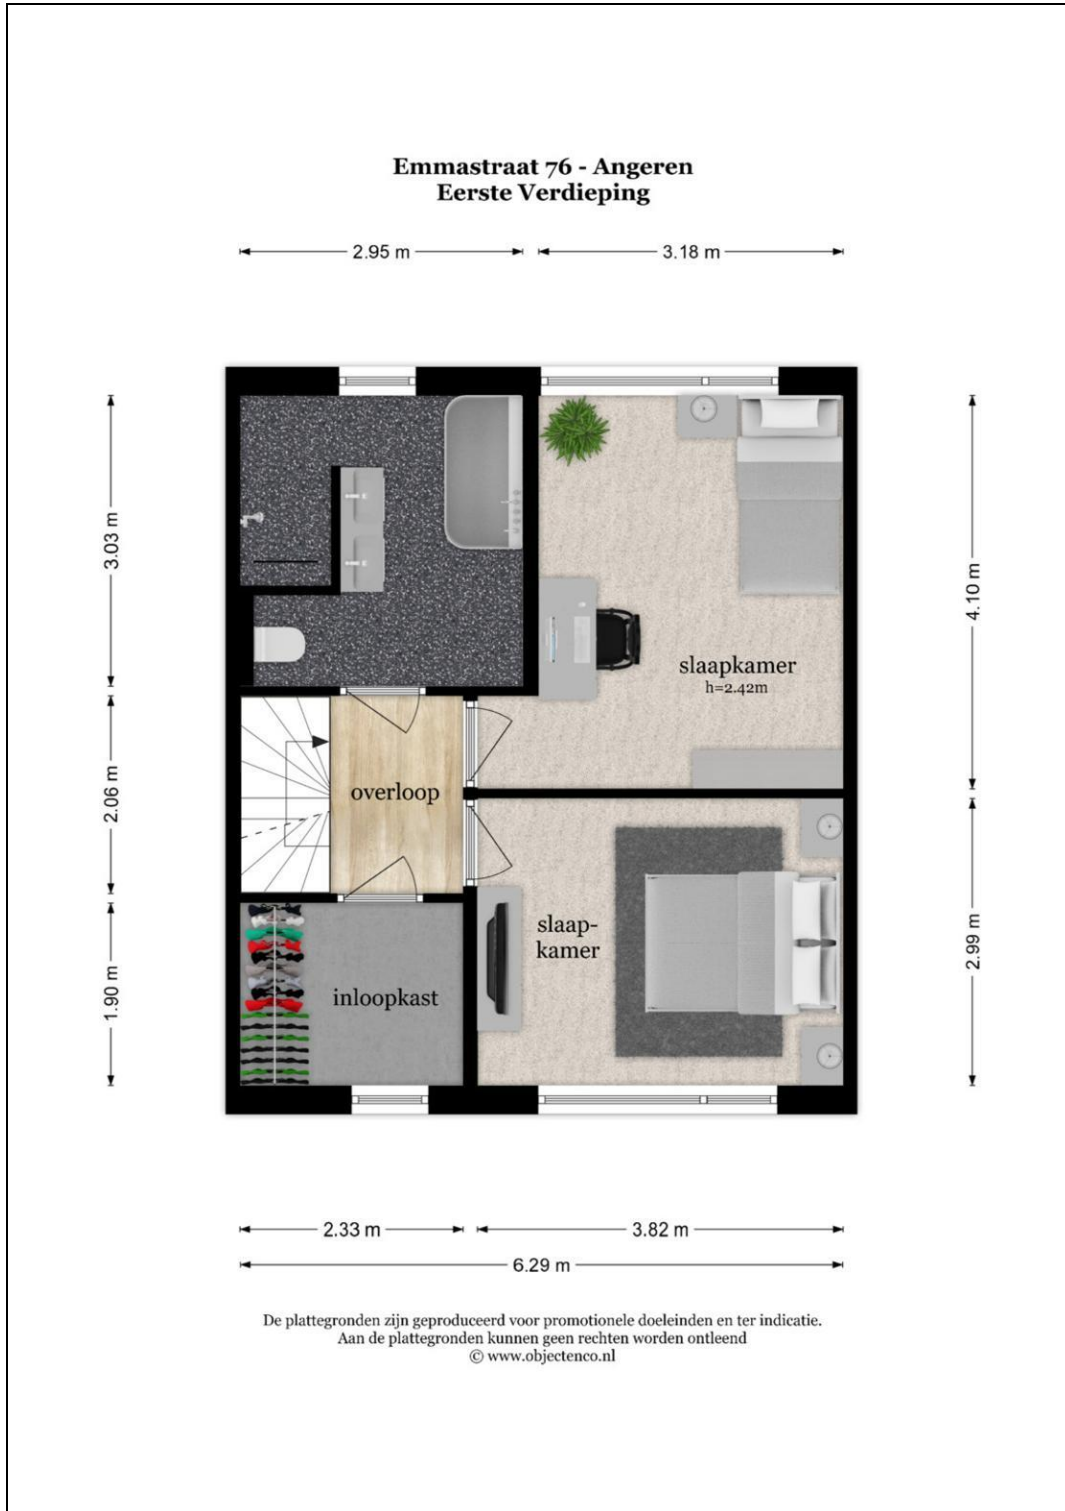 Emmastraat 76 - Angeren
Eerste Verdieping
2.95 m
3.18 m
3.03 m
4.10 m
slaapkamer
h=2.42m
2.06 m
overloop
slaap-
kamer
2.99 m
1.90 m
inloopkast
2.33 m
3.82 m
6.29 m
De plattegronden zijn geproduceerd voor promotionele doeleinden en ter indicatie.
Aan de plattegronden kunnen geen rechten worden ontleend
© www.objectenco.nl